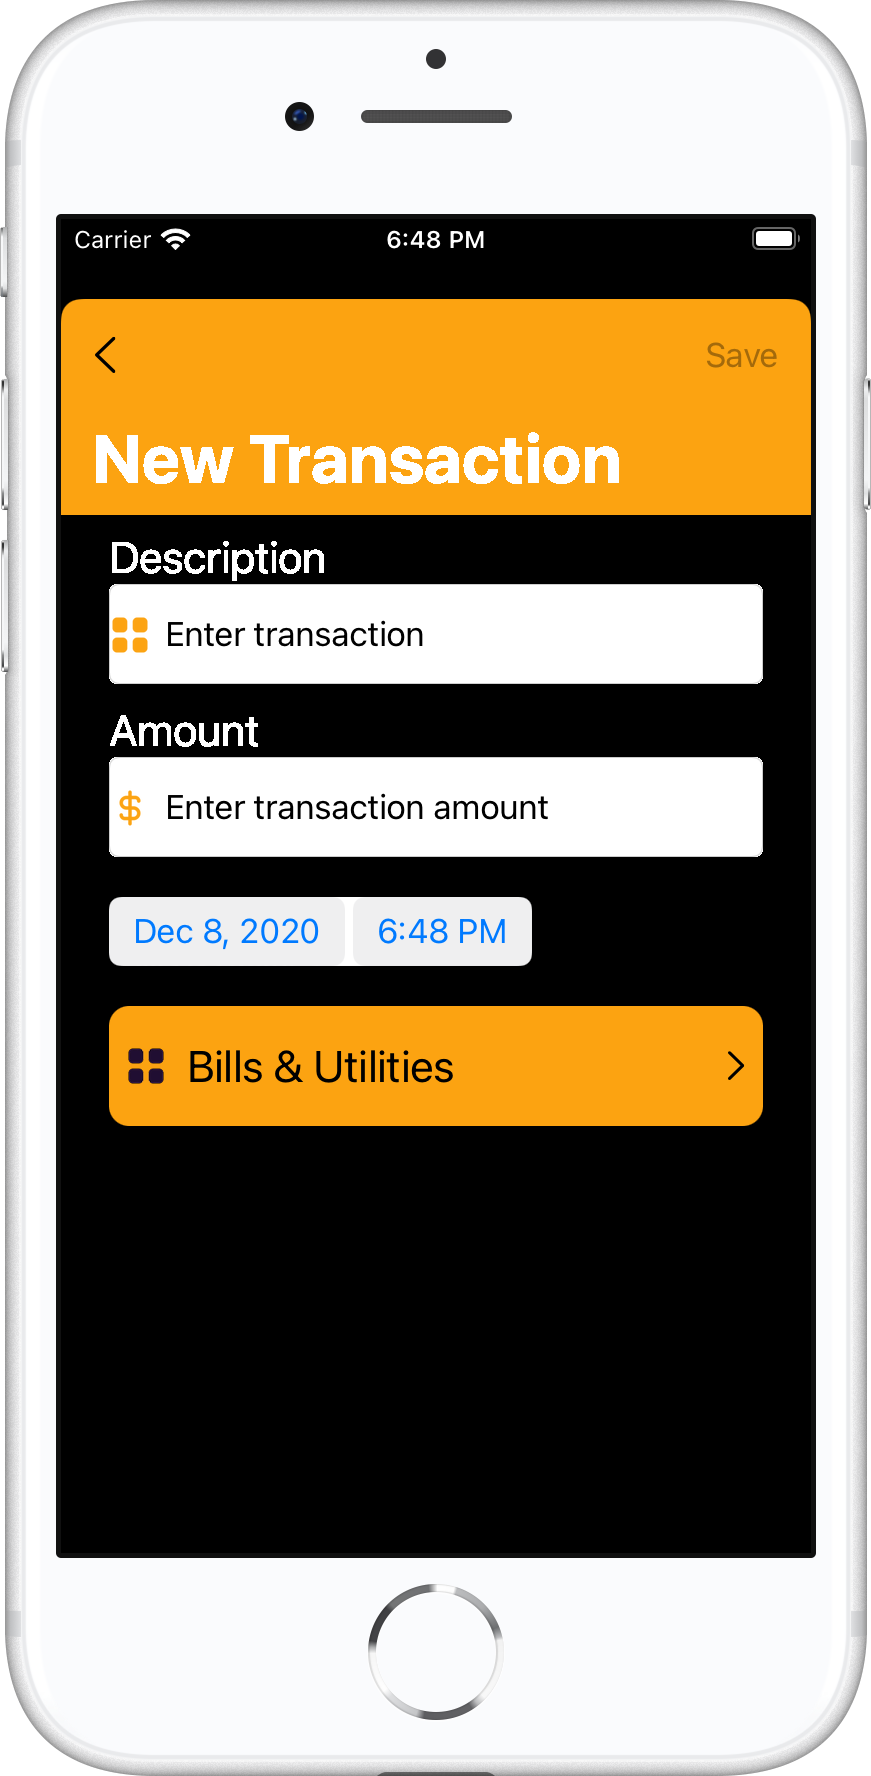 Carrier 6:48 PM
Save
New Transaction
Description
Enter transaction
Amount
$ Enter transaction amount
Dec 8, 2020 6:48 PM
Bills & Utilities